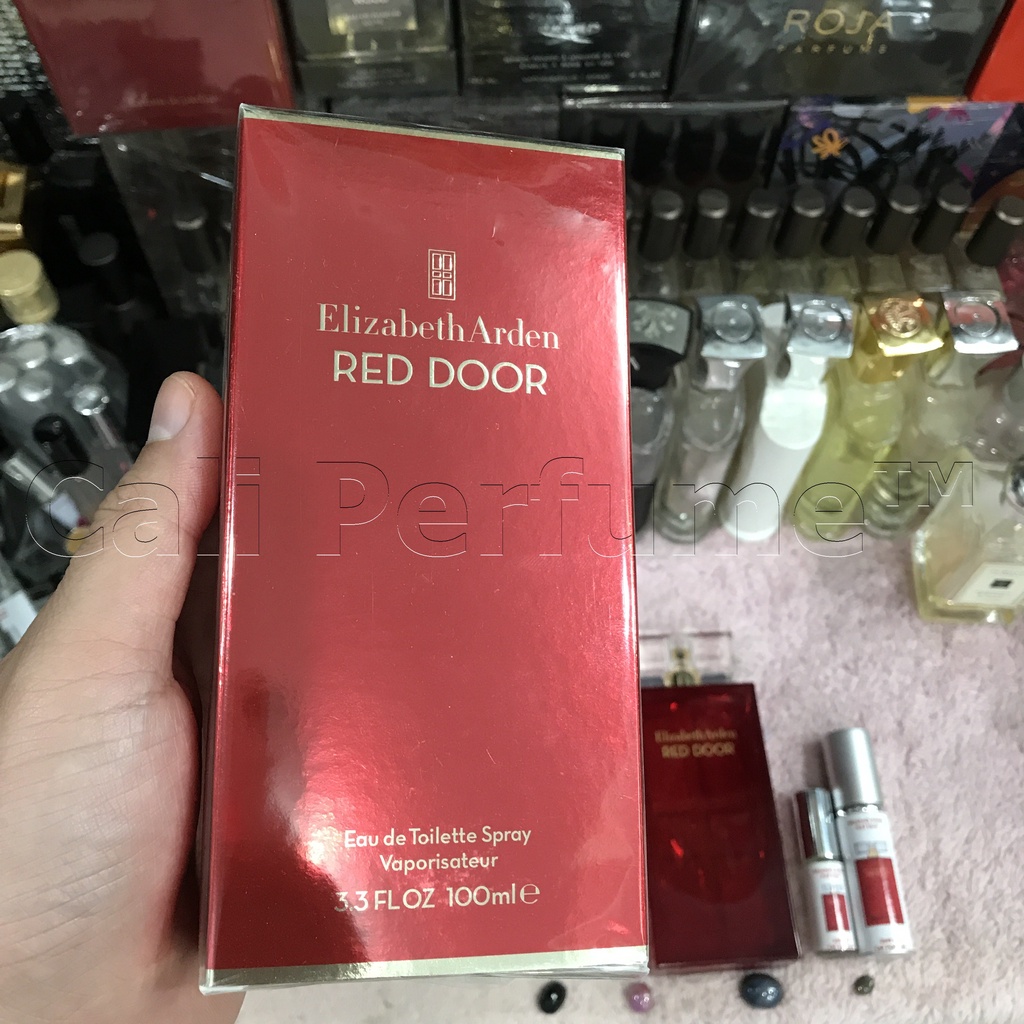 ROJA
PARFUMS
Elizabeth Arden
RED DOOR
Cali Perfume™
Eau de Toilette Spray
Vaporisateur
3.3 FL OZ 100ml e
Elizabeth Arden
RED DOOR